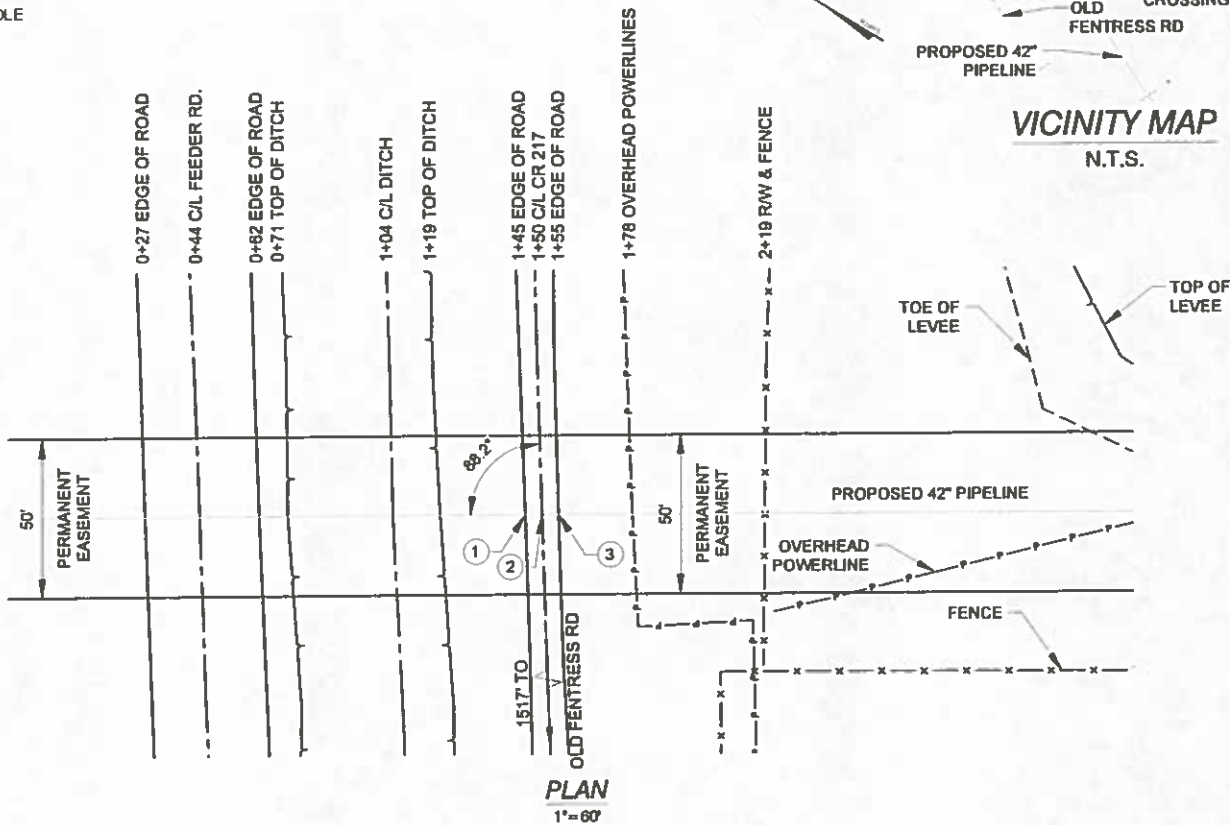 OLE
OLD
CROSSING
FENTRESS RD
PROPOSED 42"
PIPELINE
VICINITY MAP
N.T.S.
0+27 EDGE OF ROAD
0+44 C/L FEEDER RD.
0+62 EDGE OF ROAD
0+71 TOP OF DITCH
1+04 C/L DITCH
1+19 TOP OF DITCH
1+45 EDGE OF ROAD
1+50 C/L CR 217
1+55 EDGE OF ROAD
1+78 OVERHEAD POWERLINES
2+19 R/W & FENCE
TOE OF
LEVEE
TOP OF
LEVEE
50'
PERMANENT
EASEMENT
88.2°
1
2
3
50'
PERMANENT
EASEMENT
PROPOSED 42" PIPELINE
OVERHEAD
POWERLINE
FENCE
1517' TO
OLD FENTRESS RD
PLAN
1"=60'